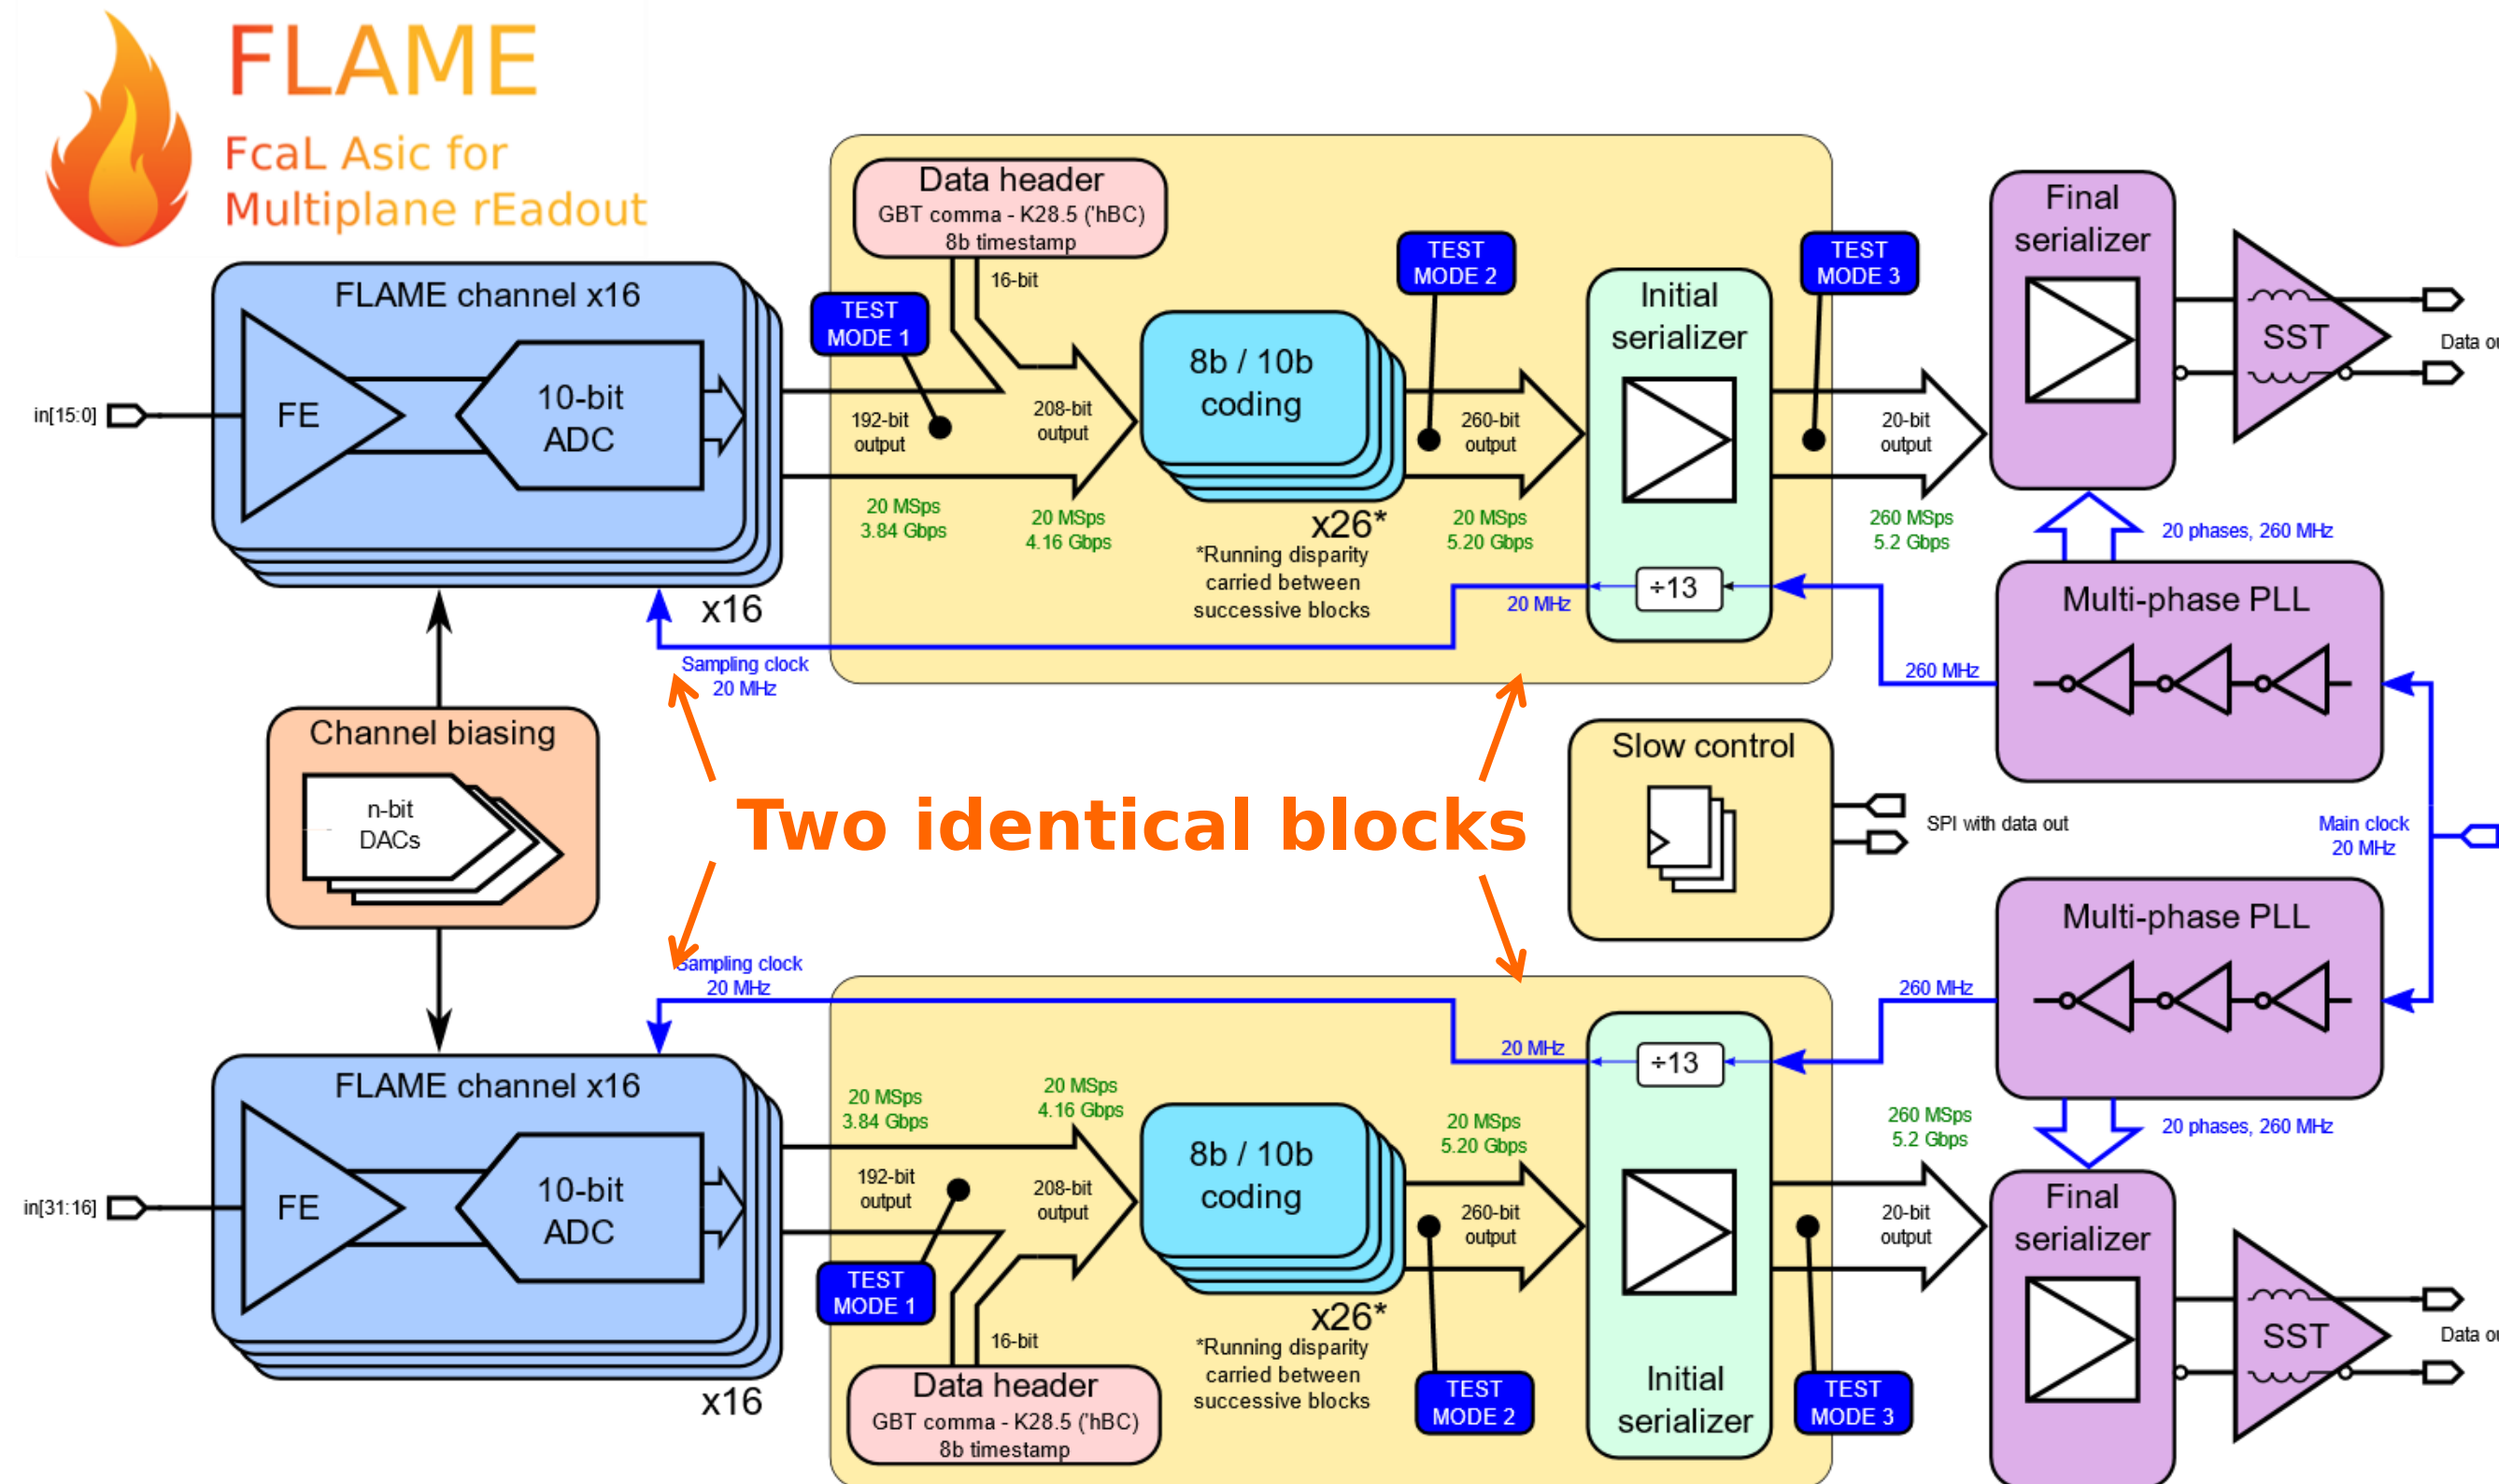 FLAME
FcaL Asic for
Multiplane rEadout
FLAME channel x16
FE
10-bit
ADC
in[15:0]
x16
Data header
GBT comma - K28.5 ('hBC)
8b timestamp
16-bit
TEST
MODE 1
192-bit
output
208-bit
output
20 MSps
3.84 Gbps
20 MSps
4.16 Gbps
8b / 10b
coding
x26*
*Running disparity
carried between
successive blocks
TEST
MODE 2
260-bit
output
20 MSps
5.20 Gbps
Initial
serializer
÷13
20 MHz
Sampling clock
20 MHz
TEST
MODE 3
20-bit
output
260 MSps
5.2 Gbps
Final
serializer
SST
Data
20 phases, 260 MHz
Multi-phase PLL
260 MHz
Channel biasing
n-bit
DACs
Two identical blocks
Slow control
SPI with data out
Main clock
20 MHz
Multi-phase PLL
260 MHz
20 phases, 260 MHz
Sampling clock
20 MHz
20 MHz
÷13
FLAME channel x16
FE
10-bit
ADC
in[31:16]
x16
20 MSps
3.84 Gbps
20 MSps
4.16 Gbps
192-bit
output
208-bit
output
TEST
MODE 1
16-bit
Data header
GBT comma - K28.5 ('hBC)
8b timestamp
8b / 10b
coding
x26*
*Running disparity
carried between
successive blocks
20 MSps
5.20 Gbps
260-bit
output
TEST
MODE 2
Initial
serializer
260 MSps
5.2 Gbps
20-bit
output
TEST
MODE 3
Final
serializer
SST
Data